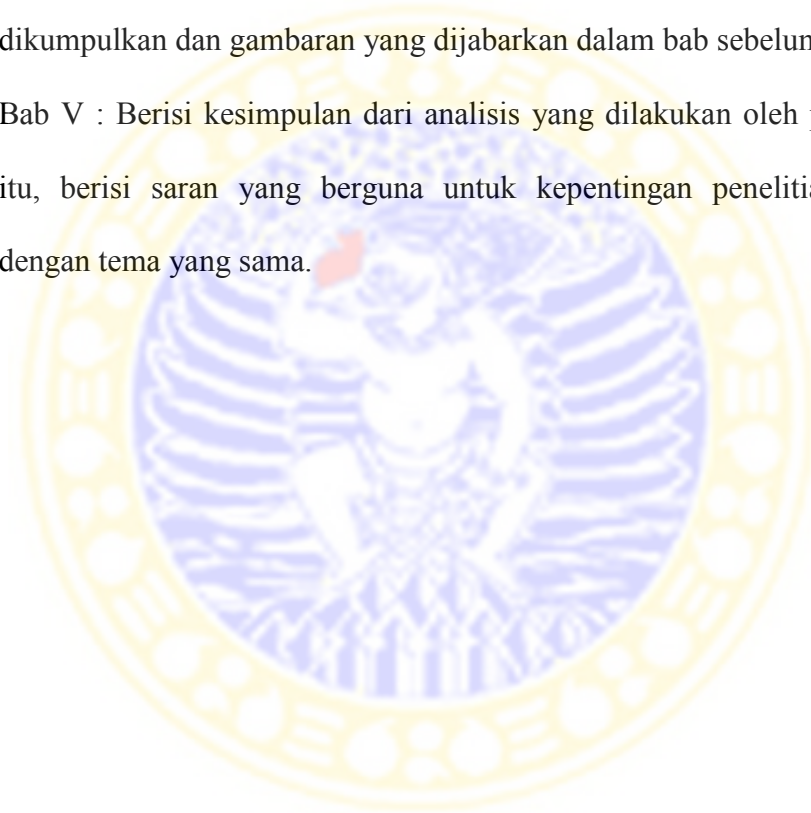 dikumpulkan dan gambaran yang dijabarkan dalam bab
Bab V : Berisi kesimpulan dari analisis yang dilakukan oleh
itu, berisi saran yang berguna untuk kepentingan
dengan tema yang sama.